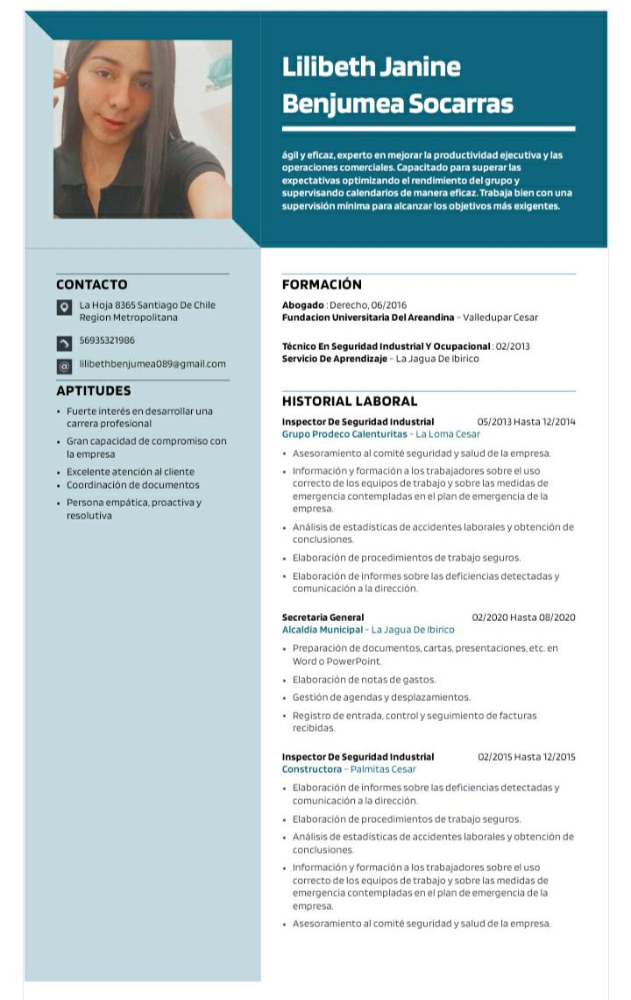 Lilibeth Janine
Benjumea Socarras
ágil y eficaz, experto en mejorar la productividad ejecutiva y las
operaciones comerciales. Capacitado para superar las
expectativas optimizando el rendimiento del grupo y
supervisando calendarios de manera eficaz. Trabaja bien con una
supervisión mínima para alcanzar los objetivos más exigentes.
CONTACTO
La Hoja 8365 Santiago De Chile
Region Metropolitana
56935321986
lilibethbenjumea089@gmail.com
APTITUDES
• Fuerte interés en desarrollar una
carrera profesional
• Gran capacidad de compromiso con
la empresa
• Excelente atención al cliente
• Coordinación de documentos
• Persona empática, proactiva y
resolutiva
FORMACIÓN
Abogado : Derecho, 06/2016
Fundacion Universitaria Del Areandina - Valledupar Cesar
Técnico En Seguridad Industrial Y Ocupacional : 02/2013
Servicio De Aprendizaje - La Jagua De Ibirico
HISTORIAL LABORAL
Inspector De Seguridad Industrial 05/2013 Hasta 12/2014
Grupo Prodeco Calenturitas - La Loma Cesar
• Asesoramiento al comité seguridad y salud de la empresa.
• Información y formación a los trabajadores sobre el uso
correcto de los equipos de trabajo y sobre las medidas de
emergencia contempladas en el plan de emergencia de la
empresa.
• Análisis de estadísticas de accidentes laborales y obtención de
conclusiones.
• Elaboración de procedimientos de trabajo seguros.
• Elaboración de informes sobre las deficiencias detectadas y
comunicación a la dirección.
Secretaria General 02/2020 Hasta 08/2020
Alcaldia Municipal - La Jagua De Ibirico
• Preparación de documentos, cartas, presentaciones, etc. en
Word o PowerPoint.
• Elaboración de notas de gastos.
• Gestión de agendas y desplazamientos.
• Registro de entrada, control y seguimiento de facturas
recibidas.
Inspector De Seguridad Industrial 02/2015 Hasta 12/2015
Constructora - Palmitas Cesar
• Elaboración de informes sobre las deficiencias detectadas y
comunicación a la dirección.
• Elaboración de procedimientos de trabajo seguros.
• Análisis de estadísticas de accidentes laborales y obtención de
conclusiones.
• Información y formación a los trabajadores sobre el uso
correcto de los equipos de trabajo y sobre las medidas de
emergencia contempladas en el plan de emergencia de la
empresa.
• Asesoramiento al comité seguridad y salud de la empresa.